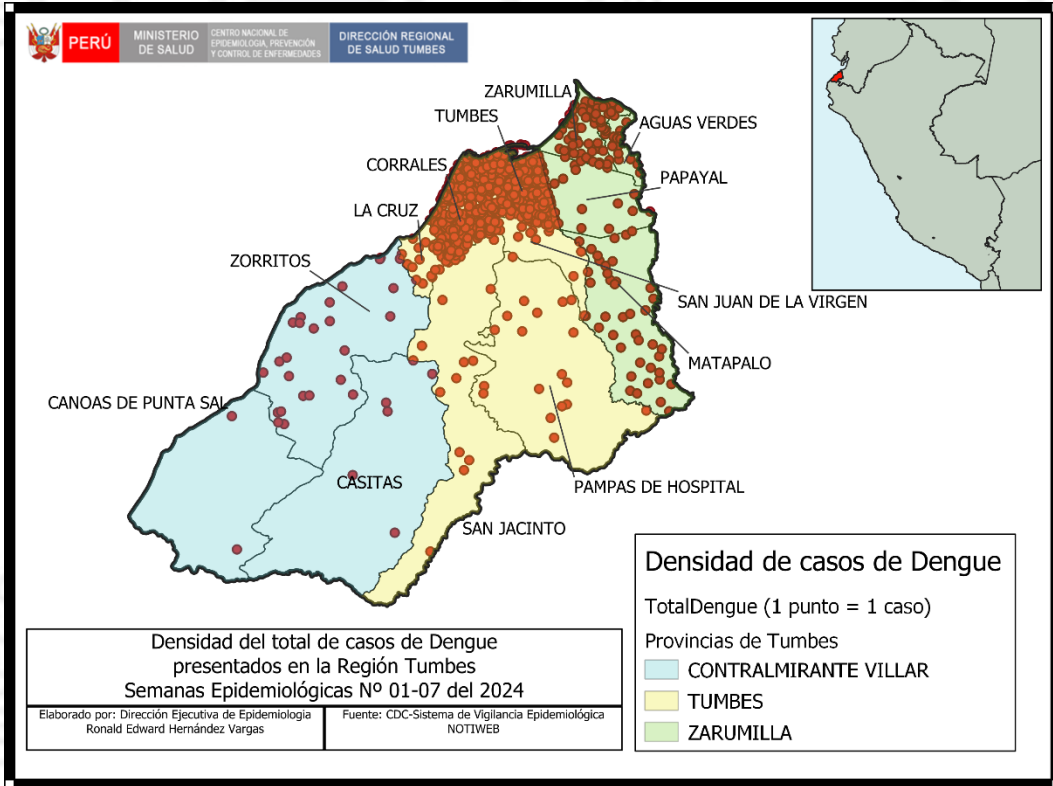 PERÚ
MINISTERIO
DE SALUD
CENTRO NACIONAL DE
EPIDEMIOLOGIA, PREVENCIÓN
Y CONTROL DE ENFERMEDADES
DIRECCIÓN REGIONAL
DE SALUD TUMBES
ZARUMILLA
TUMBES
AGUAS VERDES
CORRALES
PAPAYAL
LA CRUZ
ZORRITOS
SAN JUAN DE LA VIRGEN
MATAPALO
CANOAS DE PUNTA SAL
CASITAS
PAMPAS DE HOSPITAL
SAN JACINTO
Densidad de casos de Dengue
TotalDengue (1 punto = 1 caso)
Provincias de Tumbes
CONTRALMIRANTE VILLAR
TUMBES
ZARUMILLA
Densidad del total de casos de Dengue
presentados en la Región Tumbes
Semanas Epidemiológicas Nº 01-07 del 2024
Elaborado por: Dirección Ejecutiva de Epidemiologia
Ronald Edward Hernández Vargas
Fuente: CDC-Sistema de Vigilancia Epidemiológica
NOTIWEB